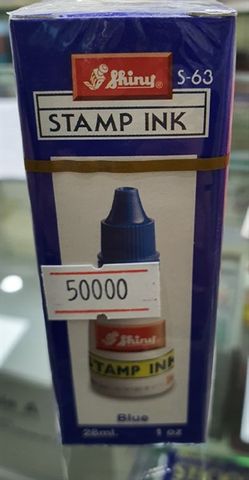 Shiny®
S-63
STAMP INK
50000
Shiny
STAMP INK
Blue
28ml. 1 oz